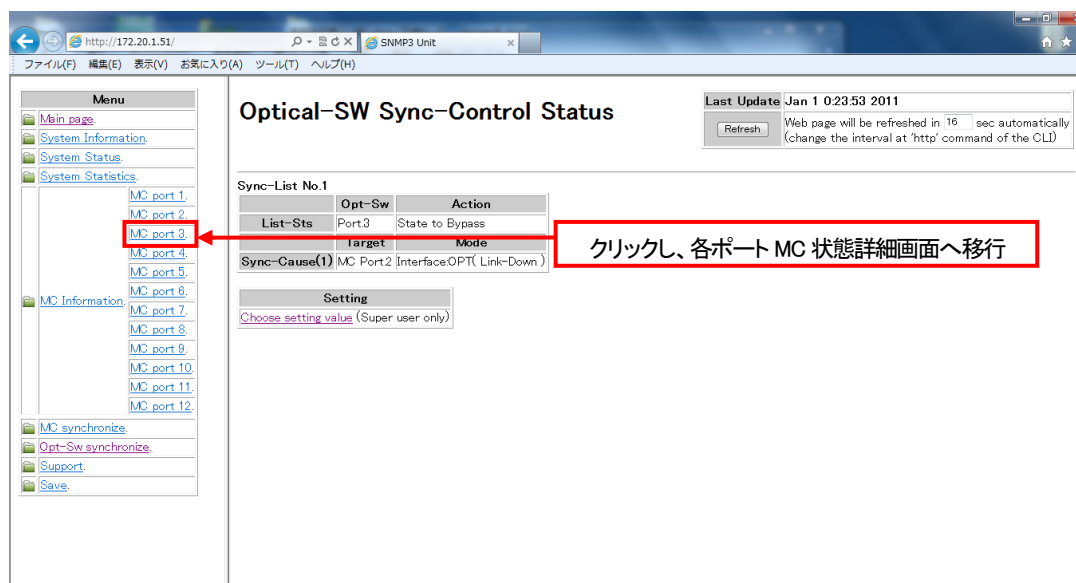 http://172.20.1.51/
SNMP3 Unit
ファイル(F) 編集(E) 表示(V) お気に入り(A) ツール(T) ヘルプ(H)
Menu
Main page.
System Information.
System Status.
System Statistics.
MC Information.
MC port 1.
MC port 2.
MC port 3.
MC port 4.
MC port 5.
MC port 6.
MC port 7.
MC port 8.
MC port 9.
MC port 10.
MC port 11.
MC port 12.
MC synchronize.
Opt-Sw synchronize.
Support.
Save.
Optical-SW Sync-Control Status
Last Update Jan 1 0:23:53 2011
Refresh
Web page will be refreshed in 16 sec automatically
(change the interval at 'http' command of the CLI)
Sync-List No.1
Opt-Sw Action
List-Sts Port.3 State to Bypass
Target Mode
Sync-Cause(1) MC Port.2 Interface:OPT( Link-Down )
Setting
Choose setting value (Super user only)
クリックし、各ポート MC 状態詳細画面へ移行